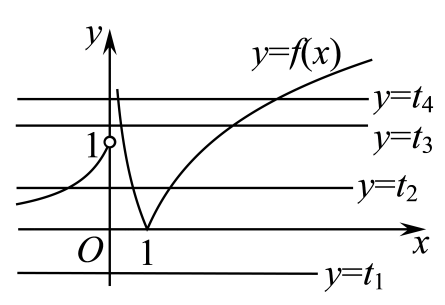 y
y=f(x)
y=t₄
1
y=t₃
y=t₂
O
1
x
y=t₁